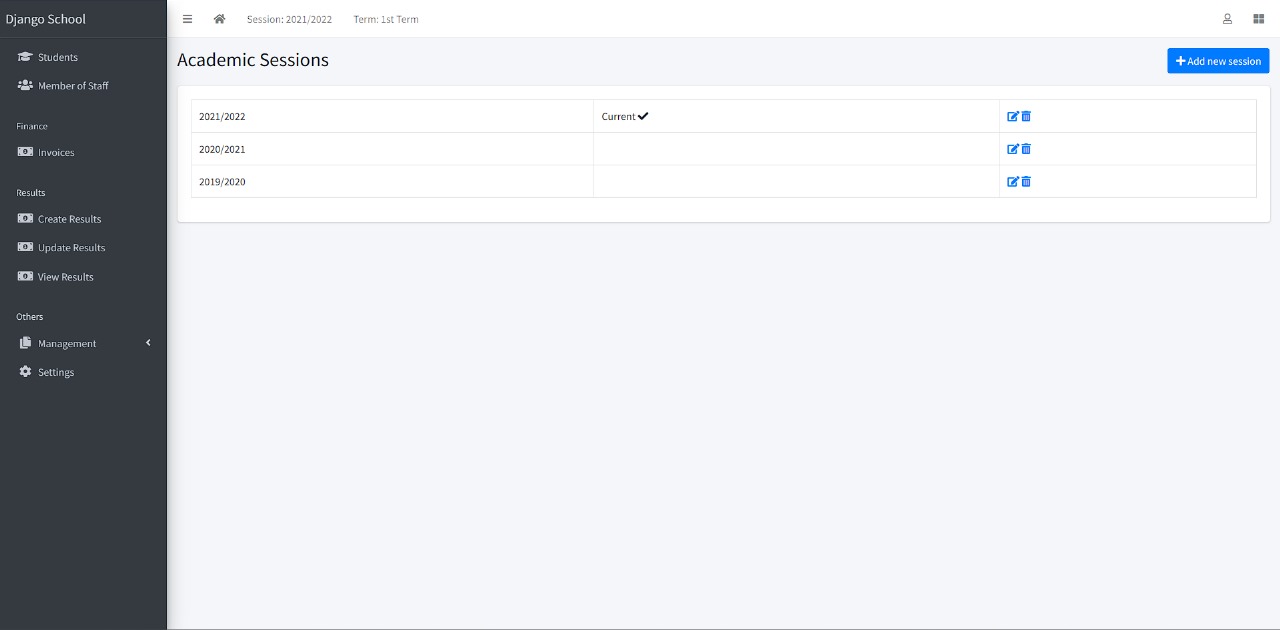 Django School
Session: 2021/2022 Term: 1st Term
Students
Member of Staff
Finance
Invoices
Results
Create Results
Update Results
View Results
Others
Management
Settings
Academic Sessions
Add new session
2021/2022 Current
2020/2021
2019/2020